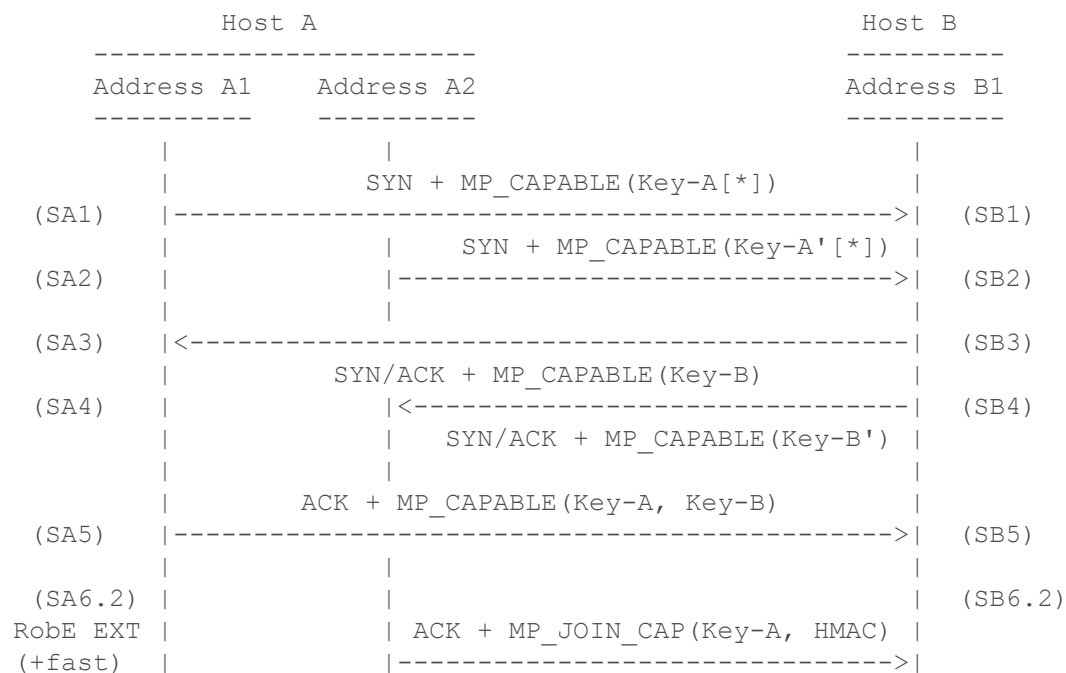 Host A                                  Host B
------------------------                       ----------
Address A1    Address A2                       Address B1
----------    ----------                       ----------
|              |                                 |
|            SYN + MP_CAPABLE(Key-A[*])         |
(SA1)   |---------------------------------------------->|  (SB1)
|              |    SYN + MP_CAPABLE(Key-A'[*])  |
(SA2)   |              |------------------------------->|  (SB2)
|              |                                 |
(SA3)   |<----------------------------------------------|  (SB3)
|          SYN/ACK + MP_CAPABLE(Key-B)          |
(SA4)   |              |<-------------------------------|  (SB4)
|              |   SYN/ACK + MP_CAPABLE(Key-B') |
|              |                                 |
|        ACK + MP_CAPABLE(Key-A, Key-B)         |
(SA5)   |---------------------------------------------->|  (SB5)
|              |                                 |
(SA6.2) |              |                                 |  (SB6.2)
RobE EXT |              | ACK + MP_JOIN_CAP(Key-A, HMAC) |
(+fast)  |              |------------------------------->|